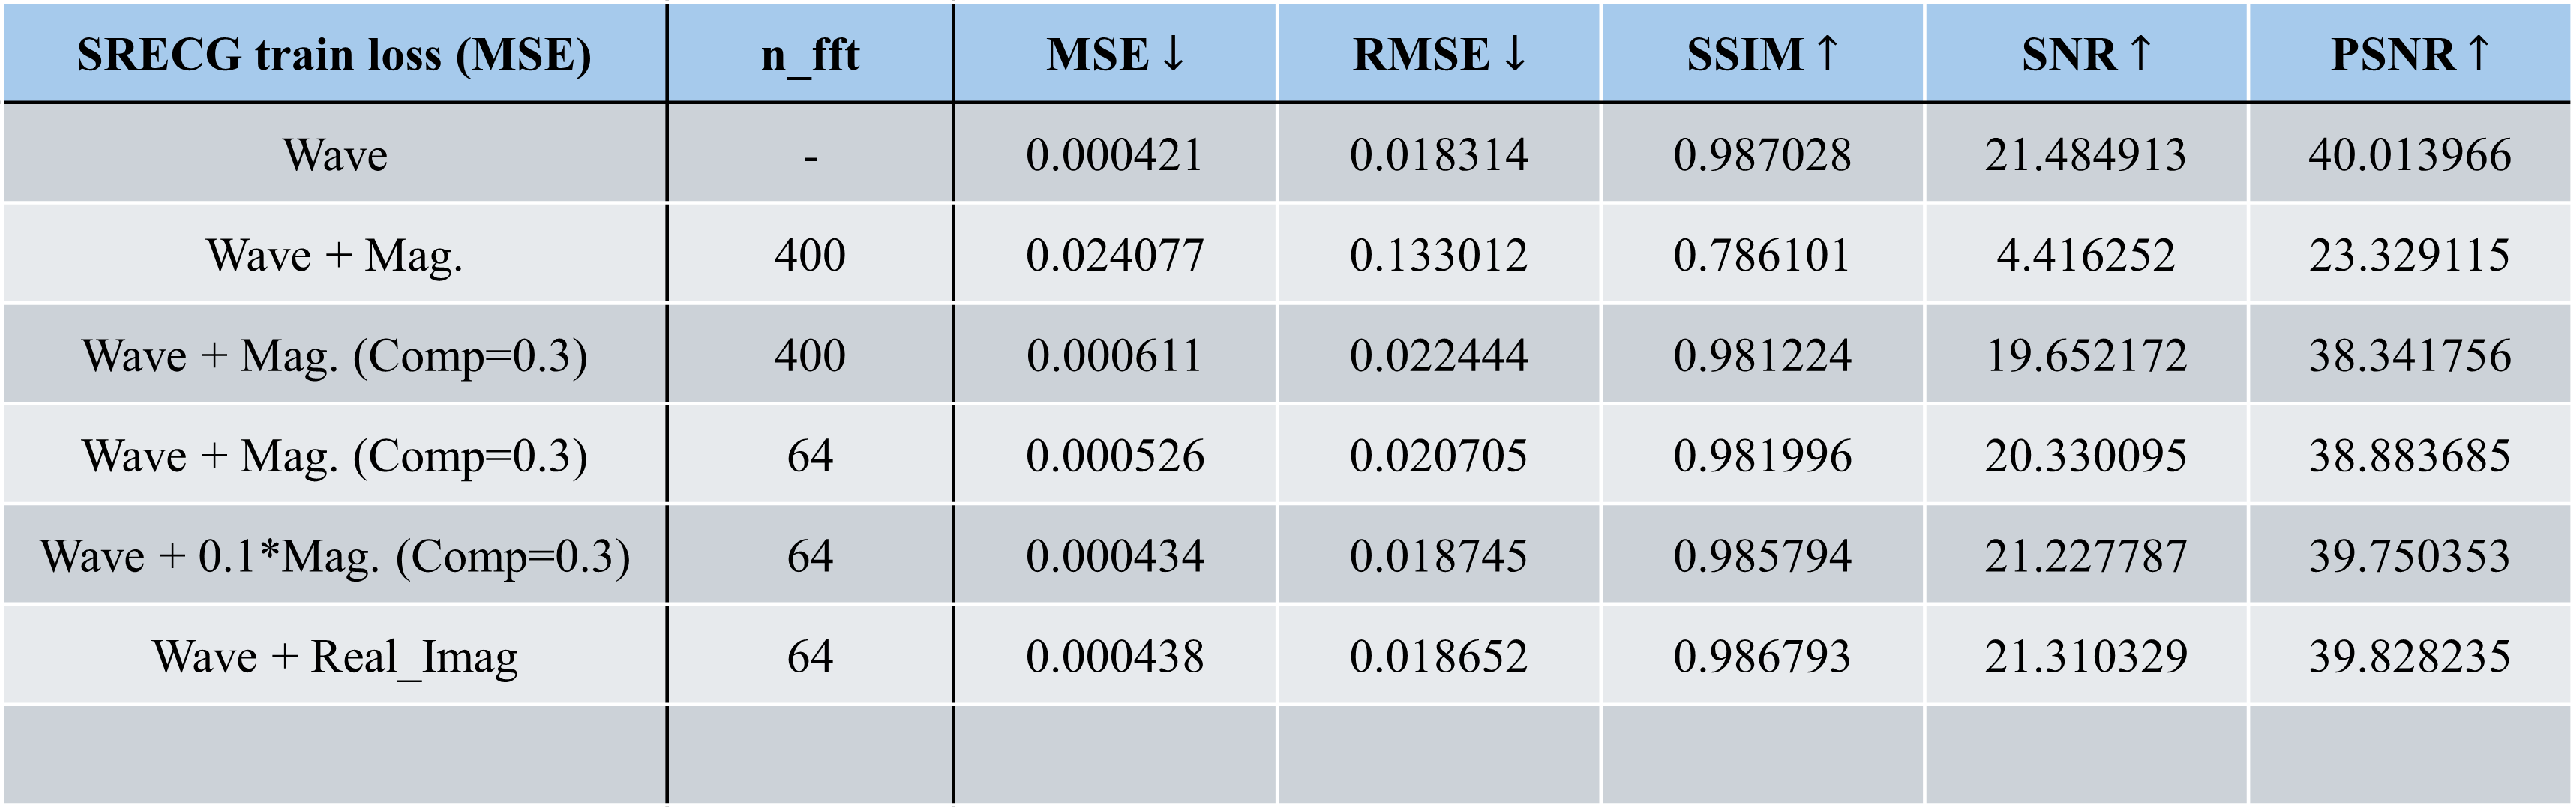 SRECG train loss (MSE) n_fft MSE↓ RMSE↓ SSIM↑ SNR↑ PSNR↑
Wave - 0.000421 0.018314 0.987028 21.484913 40.013966
Wave + Mag. 400 0.024077 0.133012 0.786101 4.416252 23.329115
Wave + Mag. (Comp=0.3) 400 0.000611 0.022444 0.981224 19.652172 38.341756
Wave + Mag. (Comp=0.3) 64 0.000526 0.020705 0.981996 20.330095 38.883685
Wave + 0.1*Mag. (Comp=0.3) 64 0.000434 0.018745 0.985794 21.227787 39.750353
Wave + Real_Imag 64 0.000438 0.018652 0.986793 21.310329 39.828235